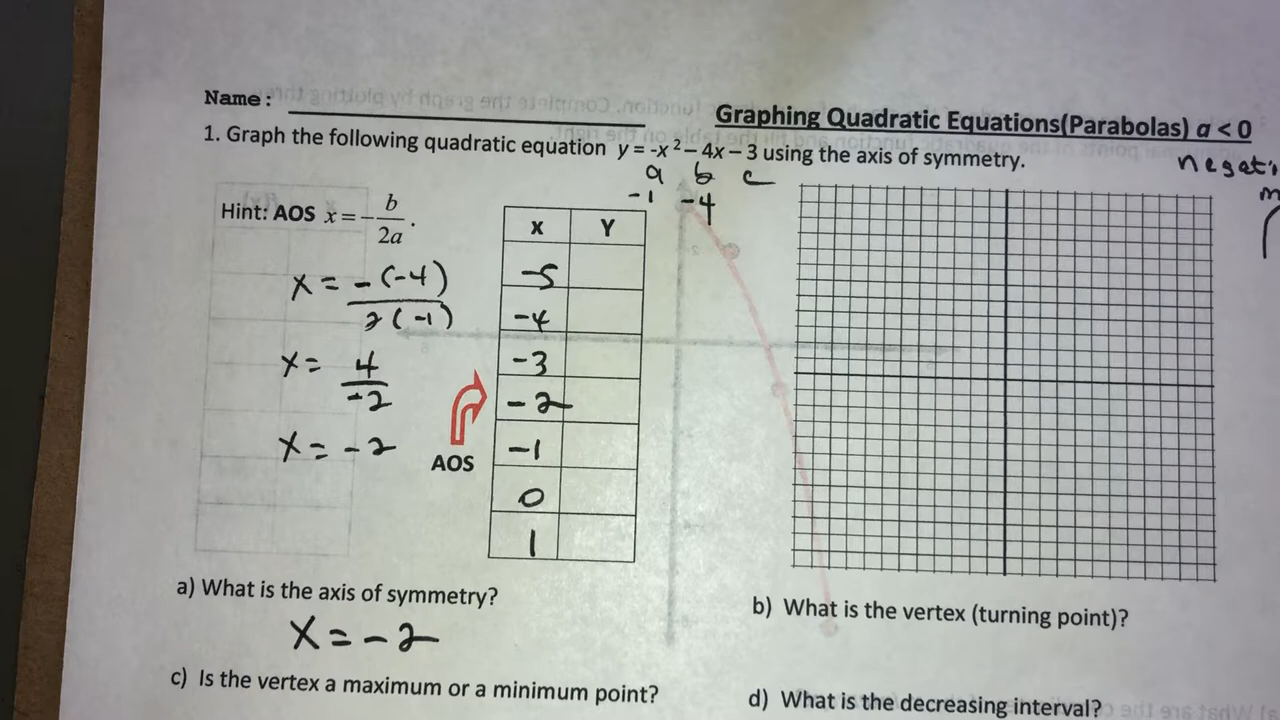 Name:
Graphing Quadratic Equations(Parabolas) a < 0
1. Graph the following quadratic equation y = -x² – 4x – 3 using the axis of symmetry.
a b c
-1 -4
Hint: AOS x = - b/2a.
x = -(-4)/2(-1)
x = 4/-2
x = -2
AOS
X Y
-5
-4
-3
-2
-1
0
1
a) What is the axis of symmetry?
x = -2
b) What is the vertex (turning point)?
c) Is the vertex a maximum or a minimum point?
d) What is the decreasing interval?